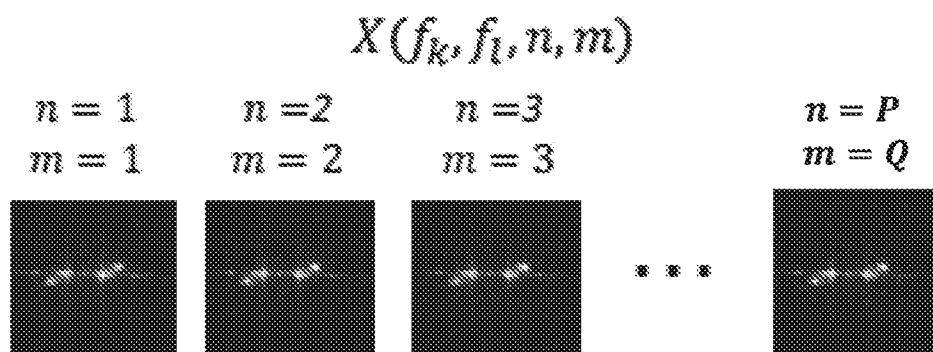 X(f_k, f_l, n, m)
n = 1 n =2 n =3 n = P
m = 1 m = 2 m = 3 m = Q
...